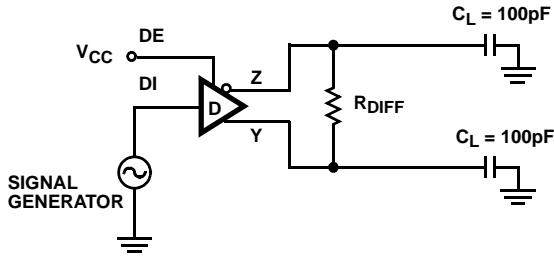 C_L = 100pF
DE
V_CC
DI
Z
D
R_DIFF
Y
C_L = 100pF
SIGNAL
GENERATOR